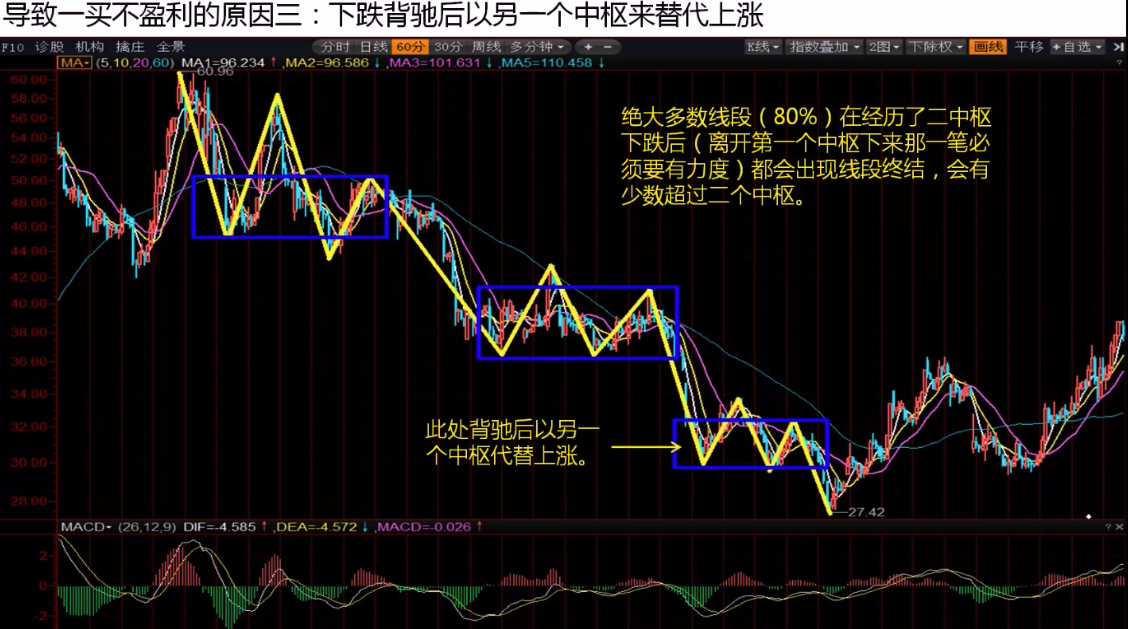 导致一买不盈利的原因三：下跌背驰后以另一个中枢来替代上涨
F10 诊股 机构 擒庄 全景 分时 日线 60分 30分 周线 多分钟 + - K线 指数叠加 2图 下除权 画线 平移 +自选
MA (5,10,20,60) MA1=96.234↑ ,MA2=96.586↓ ,MA3=101.631↓ ,MA5=110.458↓
60.96
60.00
58.00
56.00
54.00
52.00
50.00
48.00
46.00
44.00
42.00
40.00
38.00
36.00
34.00
32.00
30.00
28.00
绝大多数线段（80%）在经历了二中枢
下跌后（离开第一个中枢下来那一笔必
须要有力度）都会出现线段终结，会有
少数超过二个中枢。
此处背驰后以另一
个中枢代替上涨。
27.42
MACD (26,12,9) DIF=-4.585↑ ,DEA=-4.572↓ ,MACD=-0.026↑ ? ×
2
0
-2